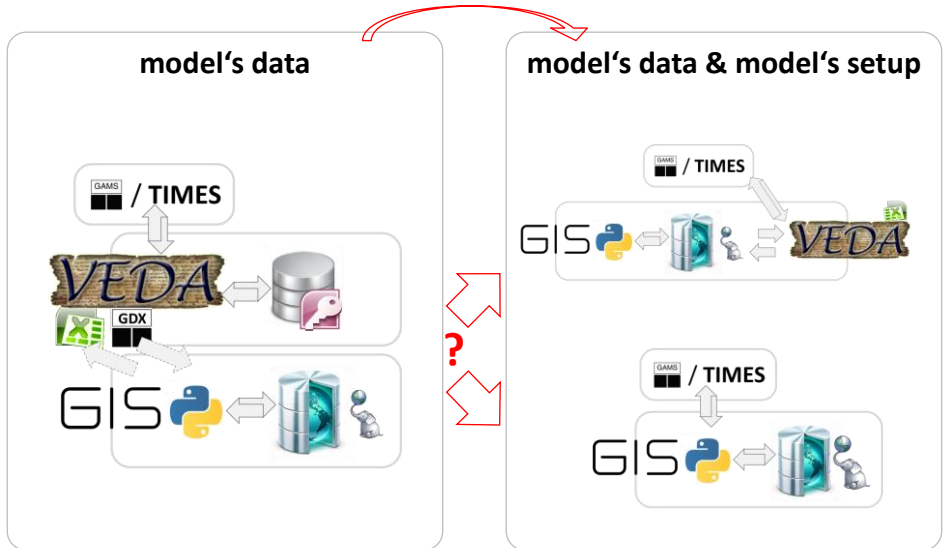 model‘s data
GAMS / TIMES
VEDA
GDX
GIS
?
model‘s data & model‘s setup
GAMS / TIMES
GIS
VEDA
GAMS / TIMES
GIS